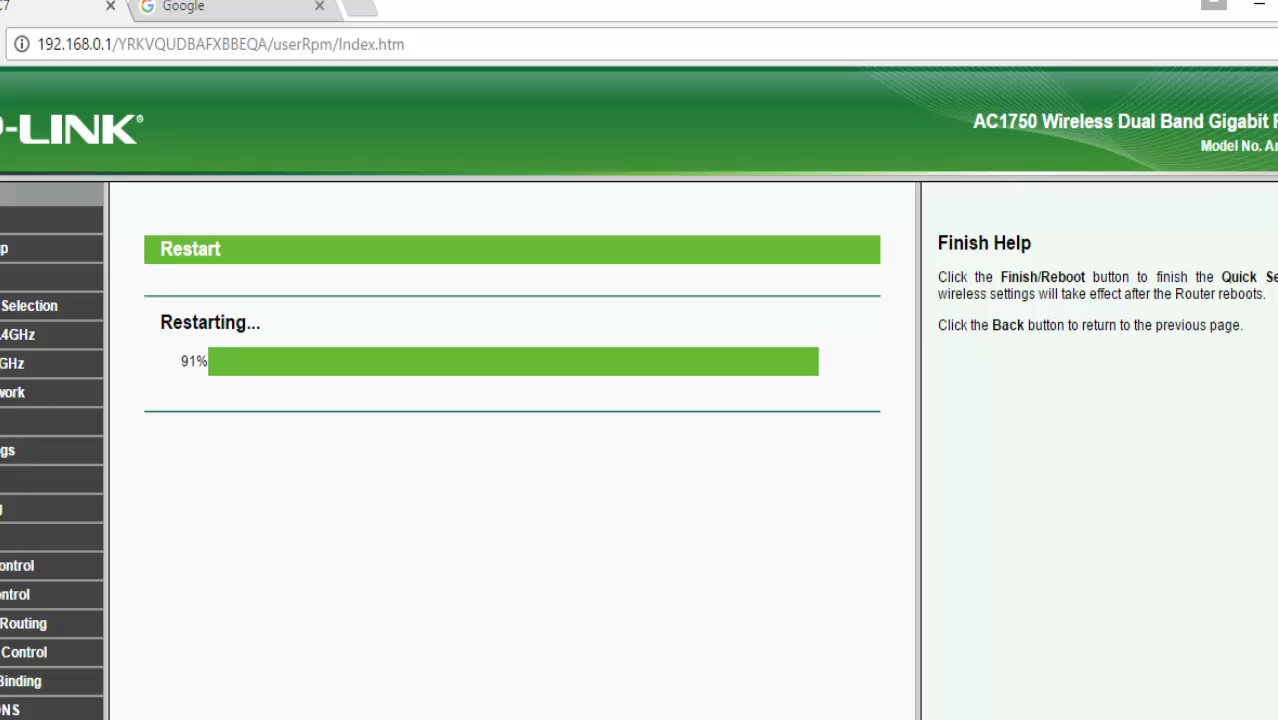 C7
Google
192.168.0.1/YRKVQUDBAFXBBEQA/userRpm/Index.htm
P-LINK®
AC1750 Wireless Dual Band Gigabit R
Model No. Ar
p
Selection
.4GHz
GHz
work
gs
g
ontrol
ontrol
Routing
Control
Binding
NS
Restart
Restarting...
91%
Finish Help
Click the Finish/Reboot button to finish the Quick Se
wireless settings will take effect after the Router reboots.
Click the Back button to return to the previous page.